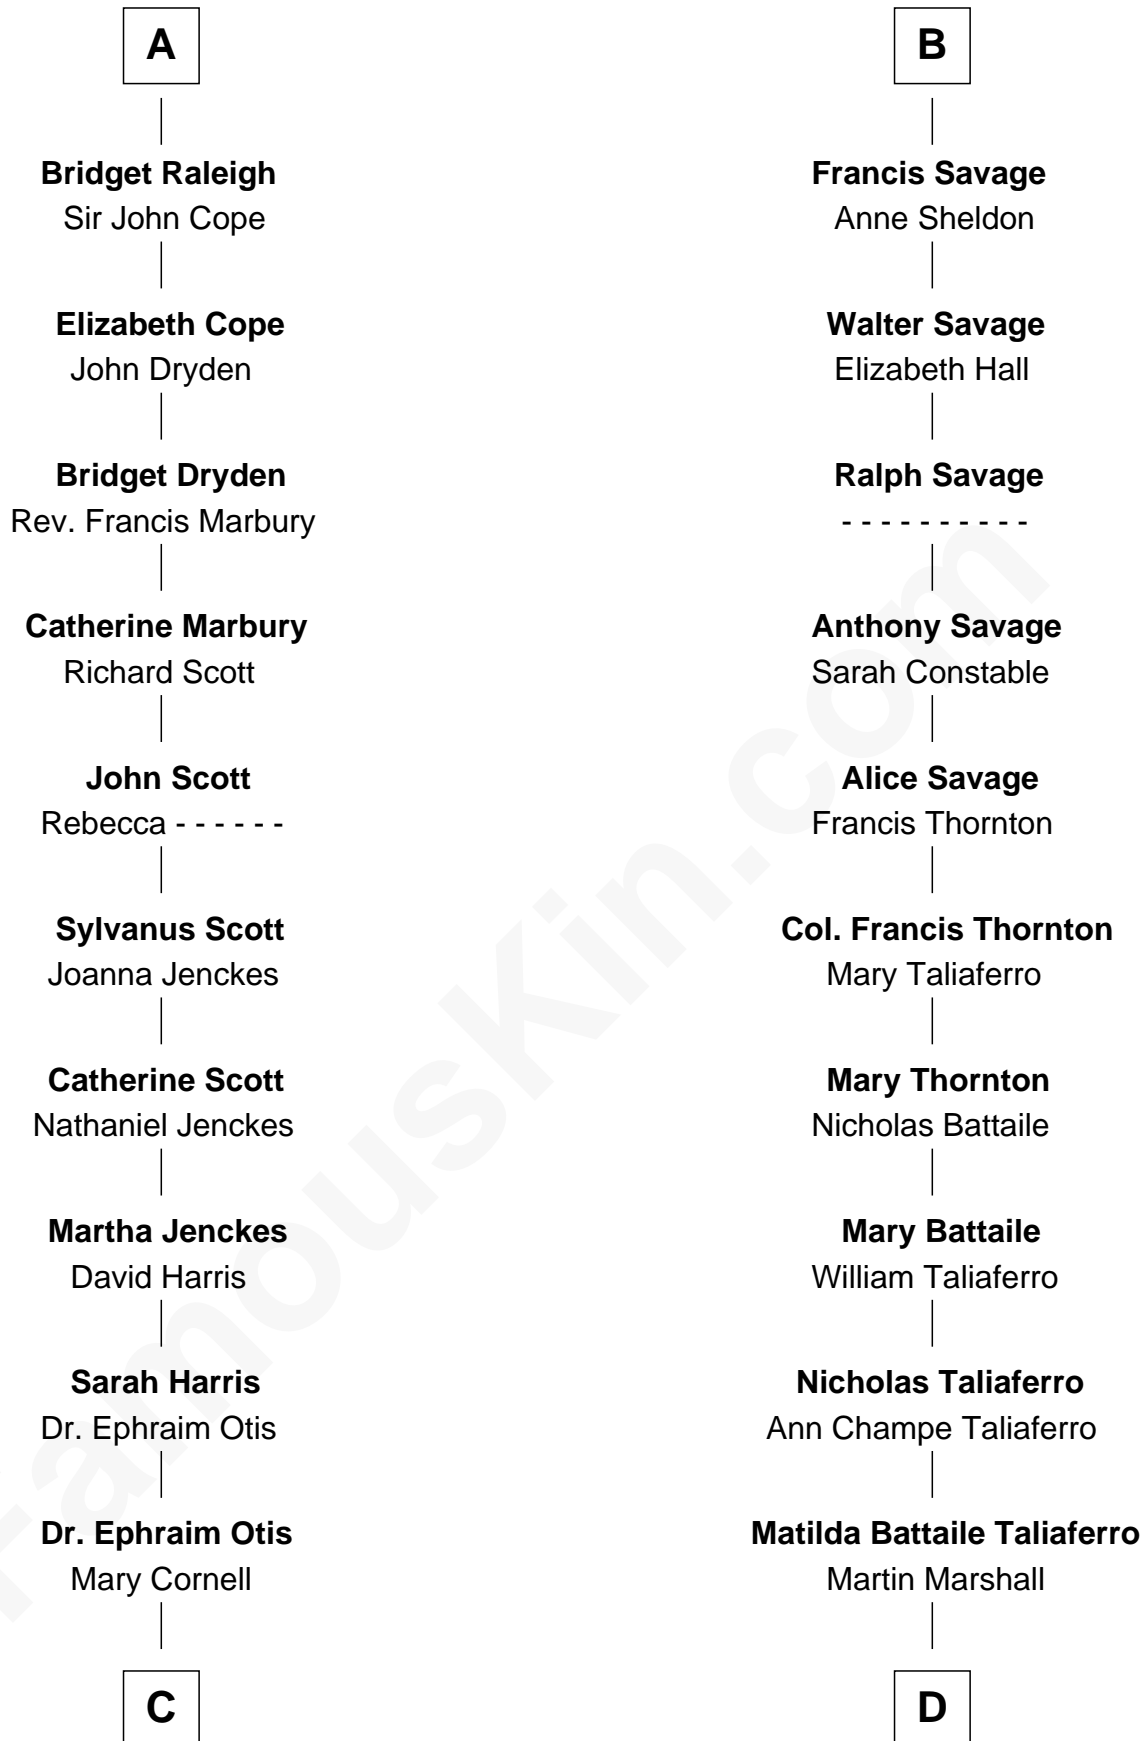 A
Bridget Raleigh
Sir John Cope
Elizabeth Cope
John Dryden
Bridget Dryden
Rev. Francis Marbury
Catherine Marbury
Richard Scott
John Scott
Rebecca - - - - - -
Sylvanus Scott
Joanna Jenckes
Catherine Scott
Nathaniel Jenckes
Martha Jenckes
David Harris
Sarah Harris
Dr. Ephraim Otis
Dr. Ephraim Otis
Mary Cornell
C
B
Francis Savage
Anne Sheldon
Walter Savage
Elizabeth Hall
Ralph Savage
- - - - - - - - - -
Anthony Savage
Sarah Constable
Alice Savage
Francis Thornton
Col. Francis Thornton
Mary Taliaferro
Mary Thornton
Nicholas Battaile
Mary Battaile
William Taliaferro
Nicholas Taliaferro
Ann Champe Taliaferro
Matilda Battaile Taliaferro
Martin Marshall
D
FamousKin.com